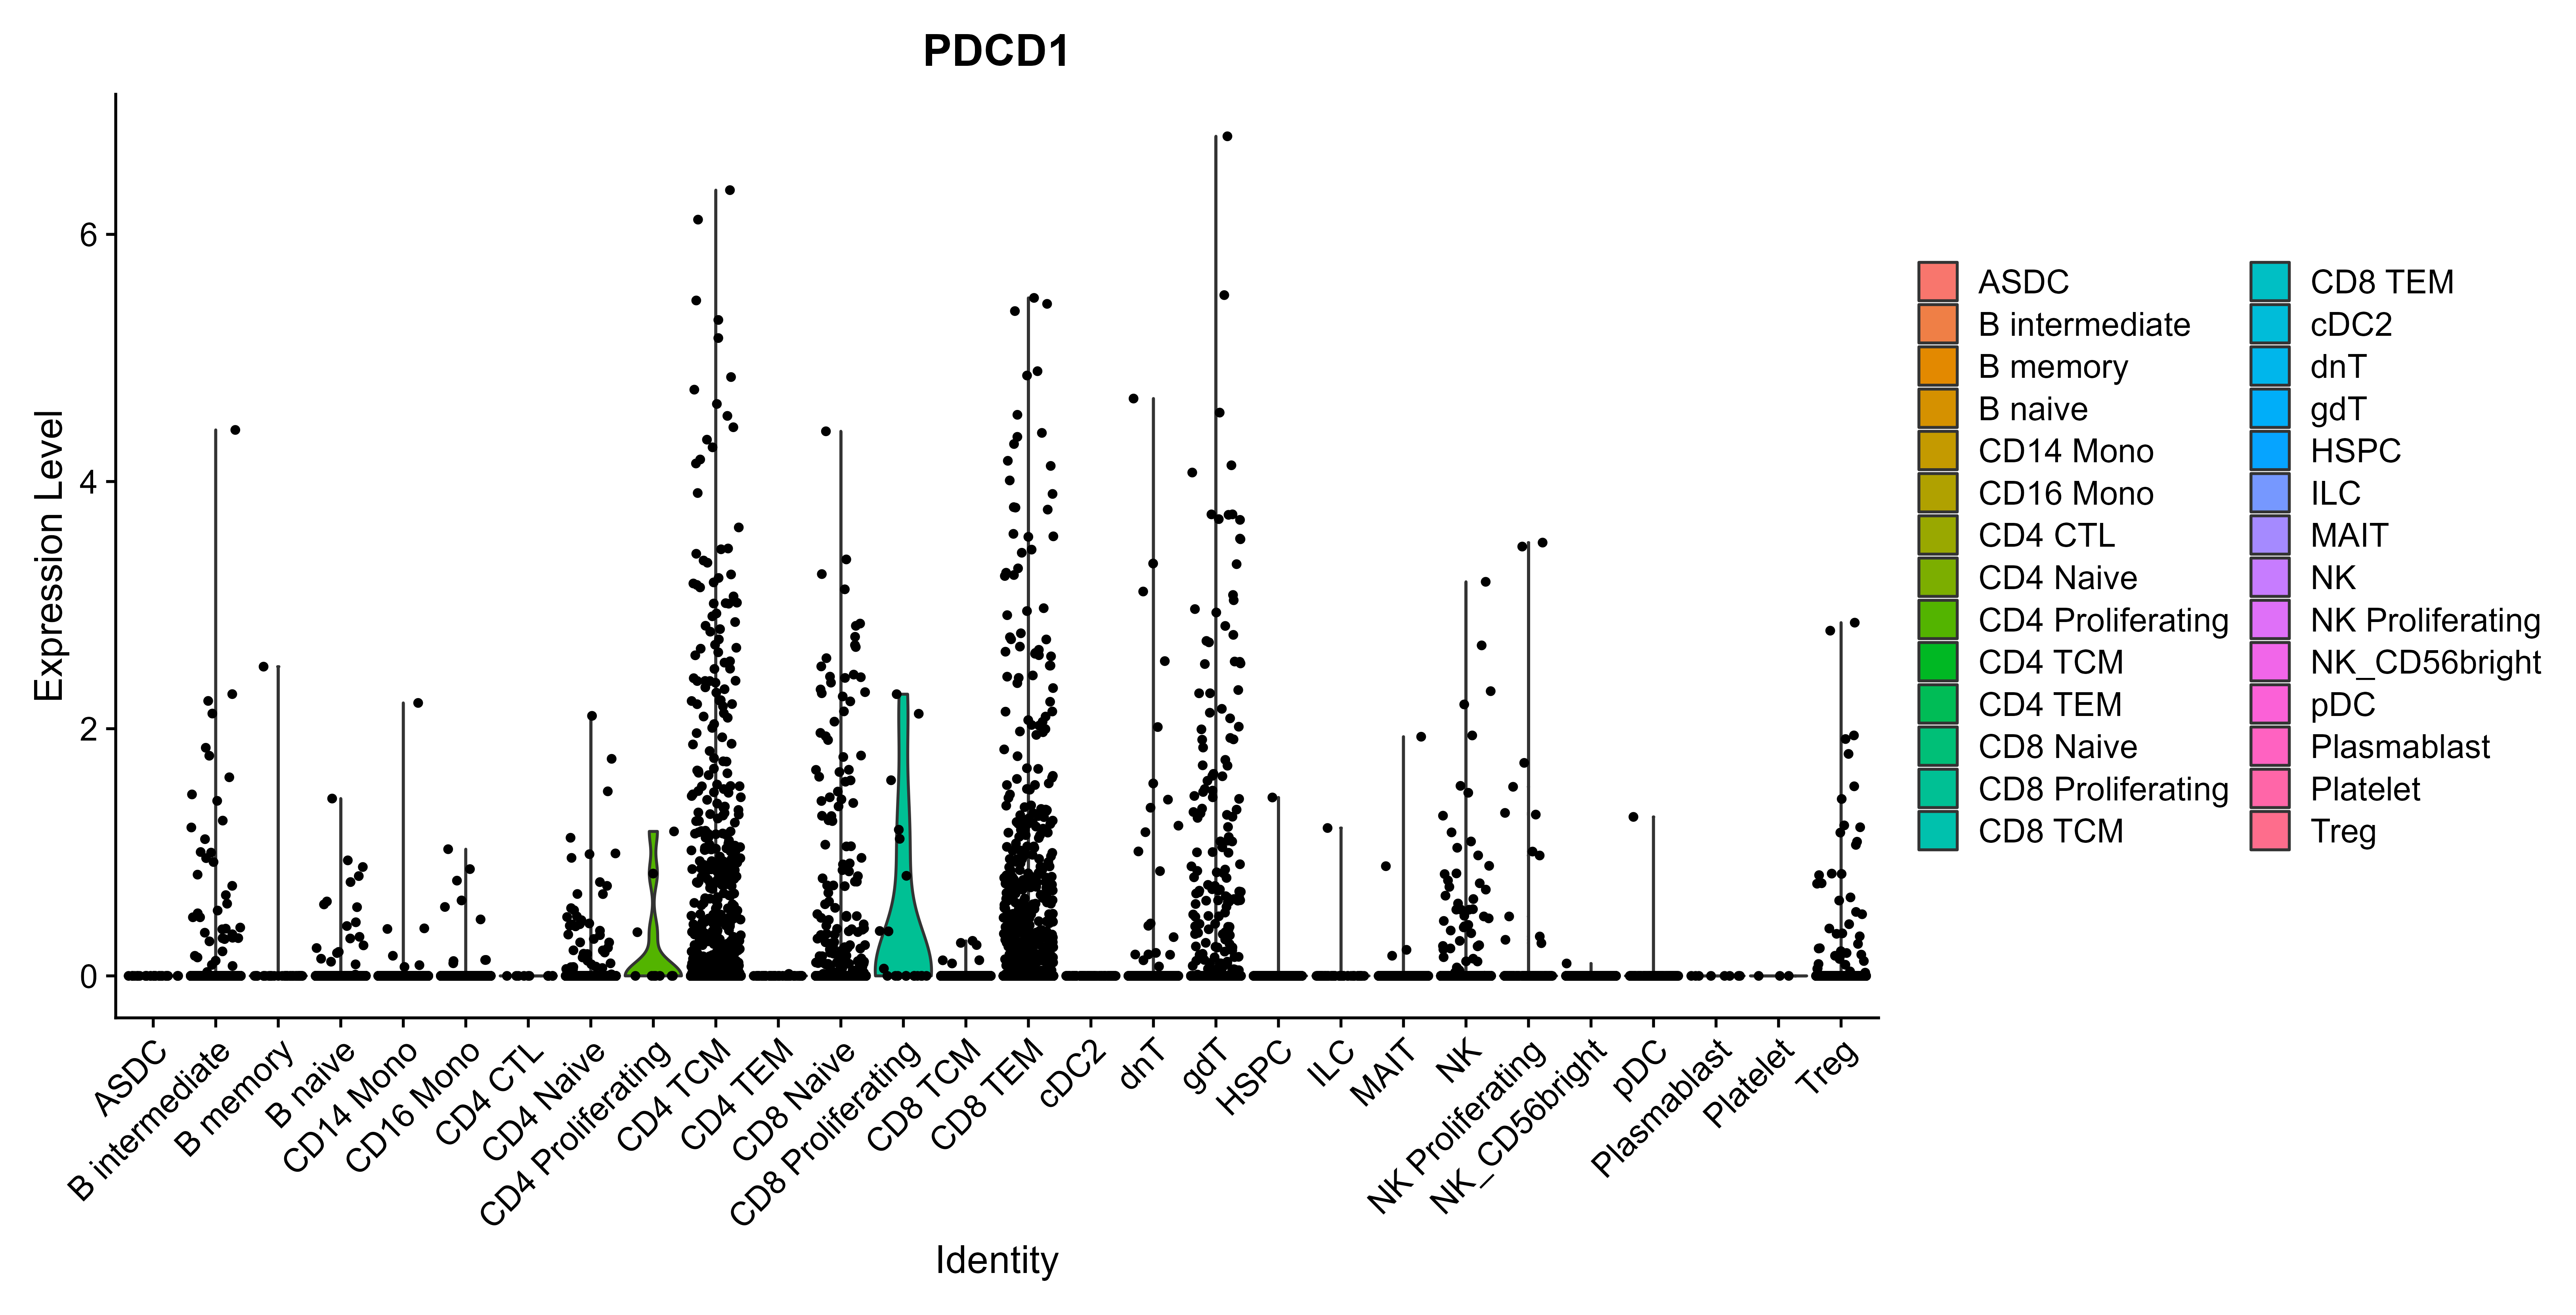 PDCD1
Expression Level
6
4
2
0
ASDC
B intermediate
B memory
B naive
CD14 Mono
CD16 Mono
CD4 CTL
CD4 Naive
CD4 Proliferating
CD4 TCM
CD4 TEM
CD8 Naive
CD8 Proliferating
CD8 TCM
CD8 TEM
cDC2
dnT
gdT
HSPC
ILC
MAIT
NK
NK Proliferating
NK_CD56bright
pDC
Plasmablast
Platelet
Treg
Identity
ASDC
B intermediate
B memory
B naive
CD14 Mono
CD16 Mono
CD4 CTL
CD4 Naive
CD4 Proliferating
CD4 TCM
CD4 TEM
CD8 Naive
CD8 Proliferating
CD8 TCM
CD8 TEM
cDC2
dnT
gdT
HSPC
ILC
MAIT
NK
NK Proliferating
NK_CD56bright
pDC
Plasmablast
Platelet
Treg